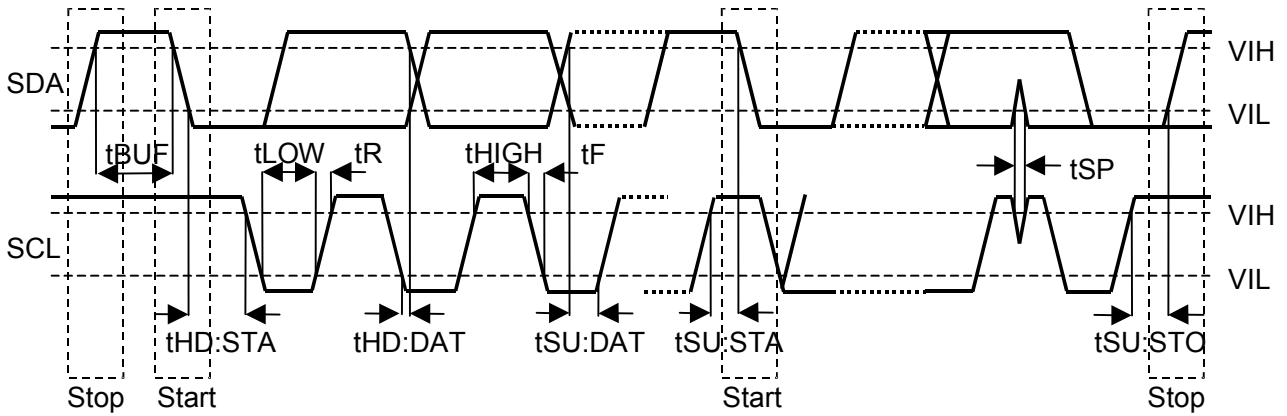 VIH
SDA
VIL
tBUF tLOW tR tHIGH tF tSP
VIH
SCL
VIL
tHD:STA tHD:DAT tSU:DAT tSU:STA tSU:STO
Stop Start Start Stop